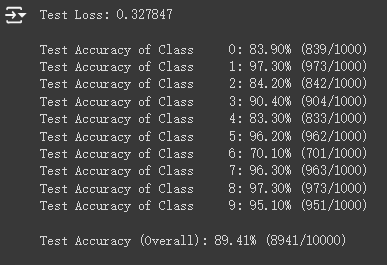 Test Loss: 0.327847
Test Accuracy of Class 0: 83.90% (839/1000)
Test Accuracy of Class 1: 97.30% (973/1000)
Test Accuracy of Class 2: 84.20% (842/1000)
Test Accuracy of Class 3: 90.40% (904/1000)
Test Accuracy of Class 4: 83.30% (833/1000)
Test Accuracy of Class 5: 96.20% (962/1000)
Test Accuracy of Class 6: 70.10% (701/1000)
Test Accuracy of Class 7: 96.30% (963/1000)
Test Accuracy of Class 8: 97.30% (973/1000)
Test Accuracy of Class 9: 95.10% (951/1000)
Test Accuracy (Overall): 89.41% (8941/10000)